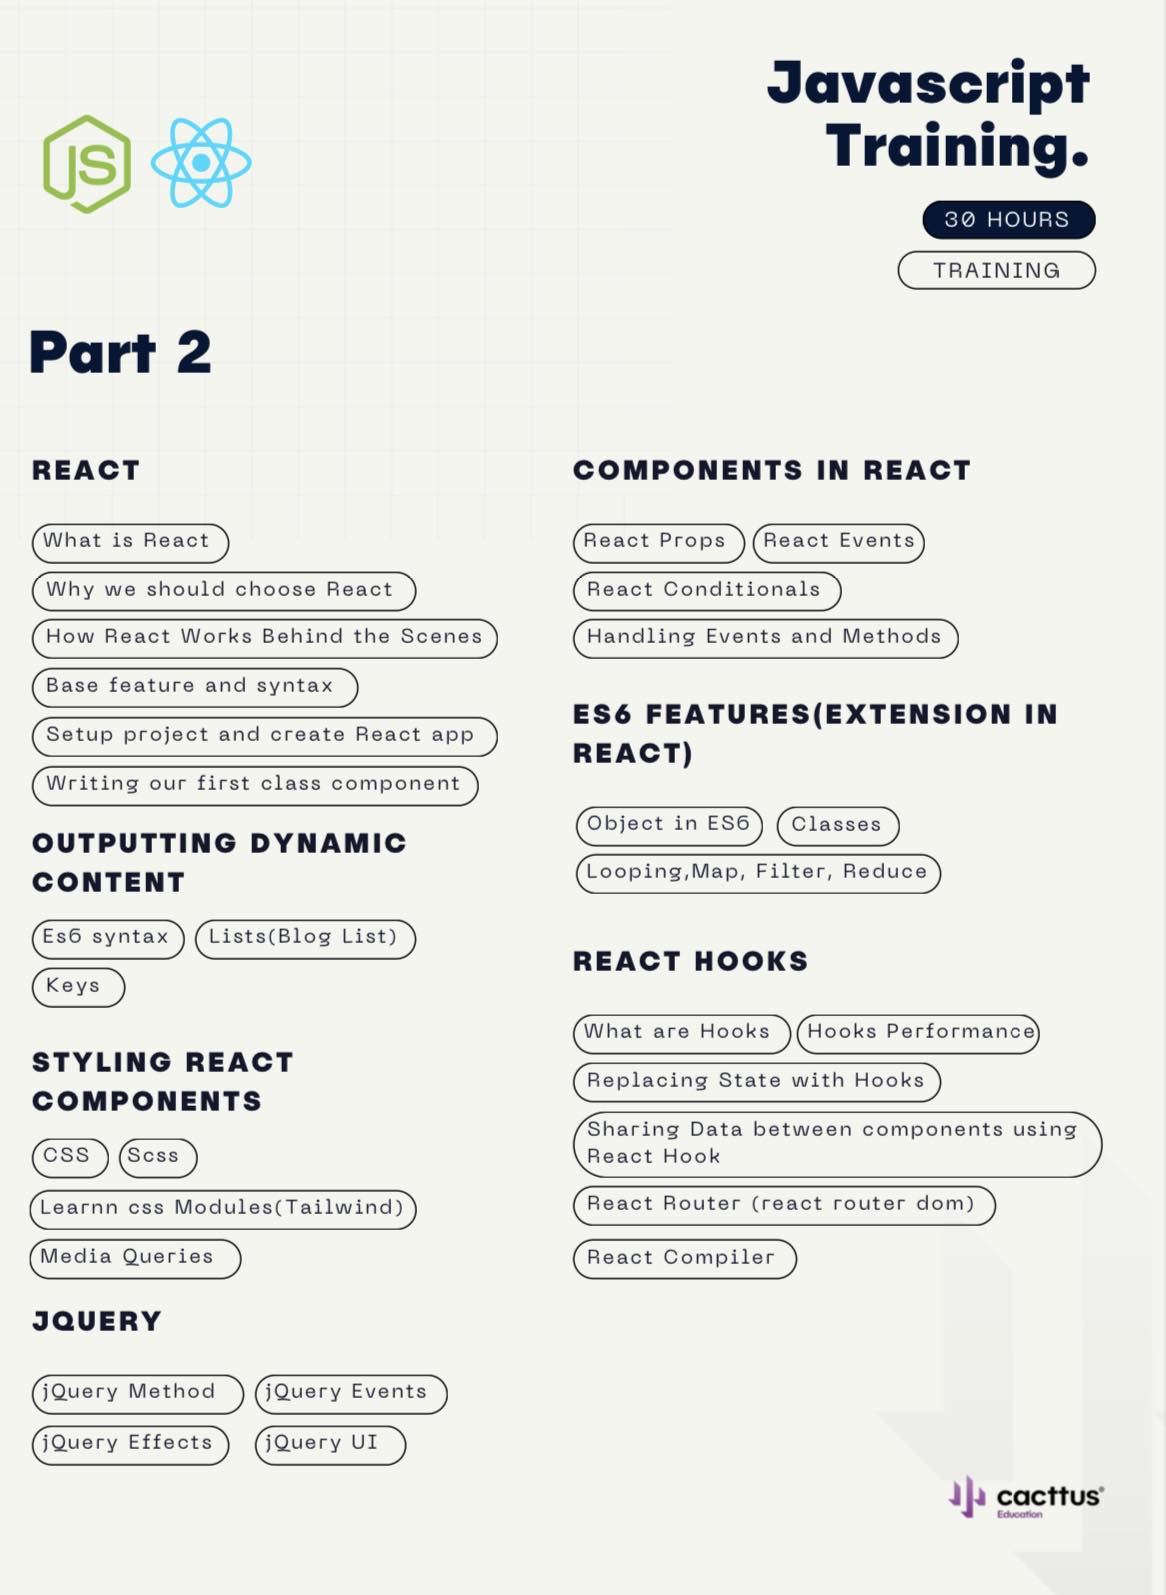 JS
Javascript
Training.
30 HOURS
TRAINING
Part 2
REACT
What is React
Why we should choose React
How React Works Behind the Scenes
Base feature and syntax
Setup project and create React app
Writing our first class component
OUTPUTTING DYNAMIC
CONTENT
Es6 syntax
Lists(Blog List)
Keys
STYLING REACT
COMPONENTS
CSS
Scss
Learnn css Modules(Tailwind)
Media Queries
JQUERY
jQuery Method
jQuery Events
jQuery Effects
jQuery UI
COMPONENTS IN REACT
React Props
React Events
React Conditionals
Handling Events and Methods
ES6 FEATURES(EXTENSION IN
REACT)
Object in ES6
Classes
Looping,Map, Filter, Reduce
REACT HOOKS
What are Hooks
Hooks Performance
Replacing State with Hooks
Sharing Data between components using
React Hook
React Router (react router dom)
React Compiler
cacttus®
Education